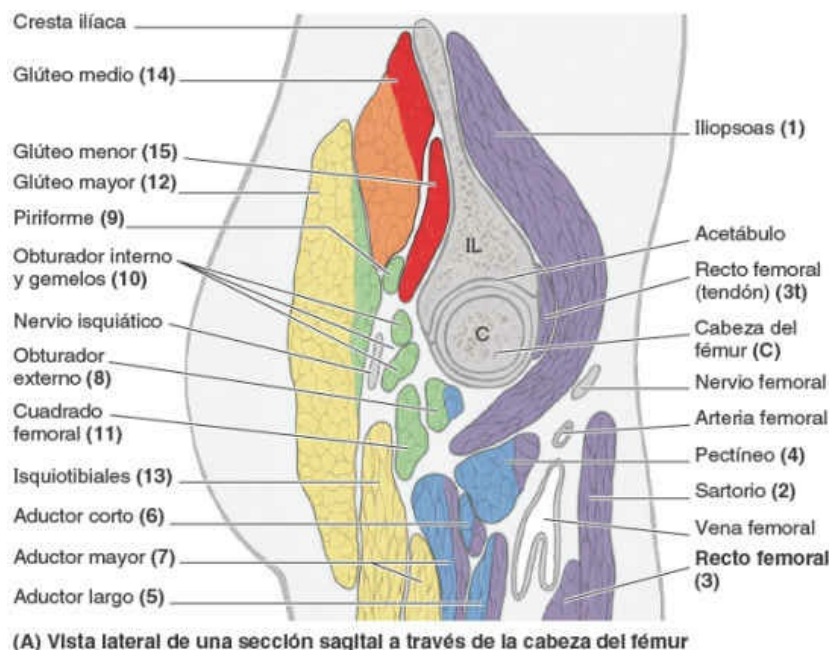 Cresta ilíaca
Glúteo medio (14)
Glúteo menor (15)
Glúteo mayor (12)
Piriforme (9)
Obturador interno
y gemelos (10)
Nervio isquiático
Obturador
externo (8)
Cuadrado
femoral (11)
Isquiotibiales (13)
Aductor corto (6)
Aductor mayor (7)
Aductor largo (5)
IL
C
Iliopsoas (1)
Acetábulo
Recto femoral
(tendón) (3t)
Cabeza del
fémur (C)
Nervio femoral
Arteria femoral
Pectíneo (4)
Sartorio (2)
Vena femoral
Recto femoral
(3)
(A) Vista lateral de una sección sagital a través de la cabeza del fémur